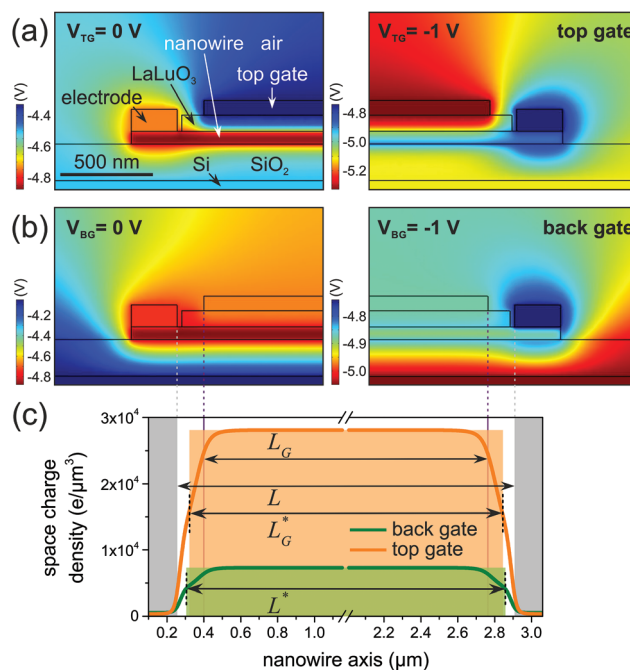 (a)
V_TG = 0 V
nanowire
air
LaLuO₃
top gate
electrode
500 nm
Si
SiO₂
(V)
-4.4
-4.6
-4.8
V_TG = -1 V
top gate
(V)
-4.8
-5.0
-5.2
(b)
V_BG = 0 V
(V)
-4.2
-4.4
-4.6
-4.8
V_BG = -1 V
back gate
(V)
-4.8
-4.9
-5.0
(c)
space charge
density (e/µm³)
3x10⁴
2x10⁴
1x10⁴
0
L_G
L
L*_G
L*
back gate
top gate
0.2 0.4 0.6 0.8 1.0 2.2 2.4 2.6 2.8 3.0
nanowire axis (µm)